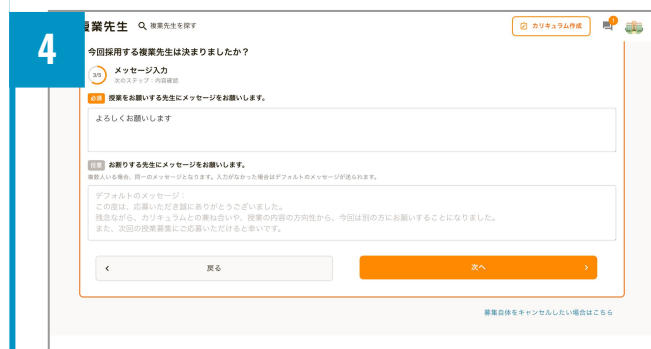 4
複業先生 複業先生を探す カリキュラム作成 1
今回採用する複業先生は決まりましたか？
3/5 メッセージ入力
次のステップ：内容確認
必須 授業をお願いする先生にメッセージをお願いします。
よろしくお願いします
任意 お断りする先生にメッセージをお願いします。
複数人いる場合、同一のメッセージとなります。入力がなかった場合はデフォルトのメッセージが送られます。
デフォルトのメッセージ：
この度は、応募いただき誠にありがとうございました。
残念ながら、カリキュラムとの兼ね合いや、授業の内容の方向性から、今回は別の方にお願いすることになりました。
また、次回の授業募集にご応募いただけると幸いです。
戻る 次へ
募集自体をキャンセルしたい場合はこちら